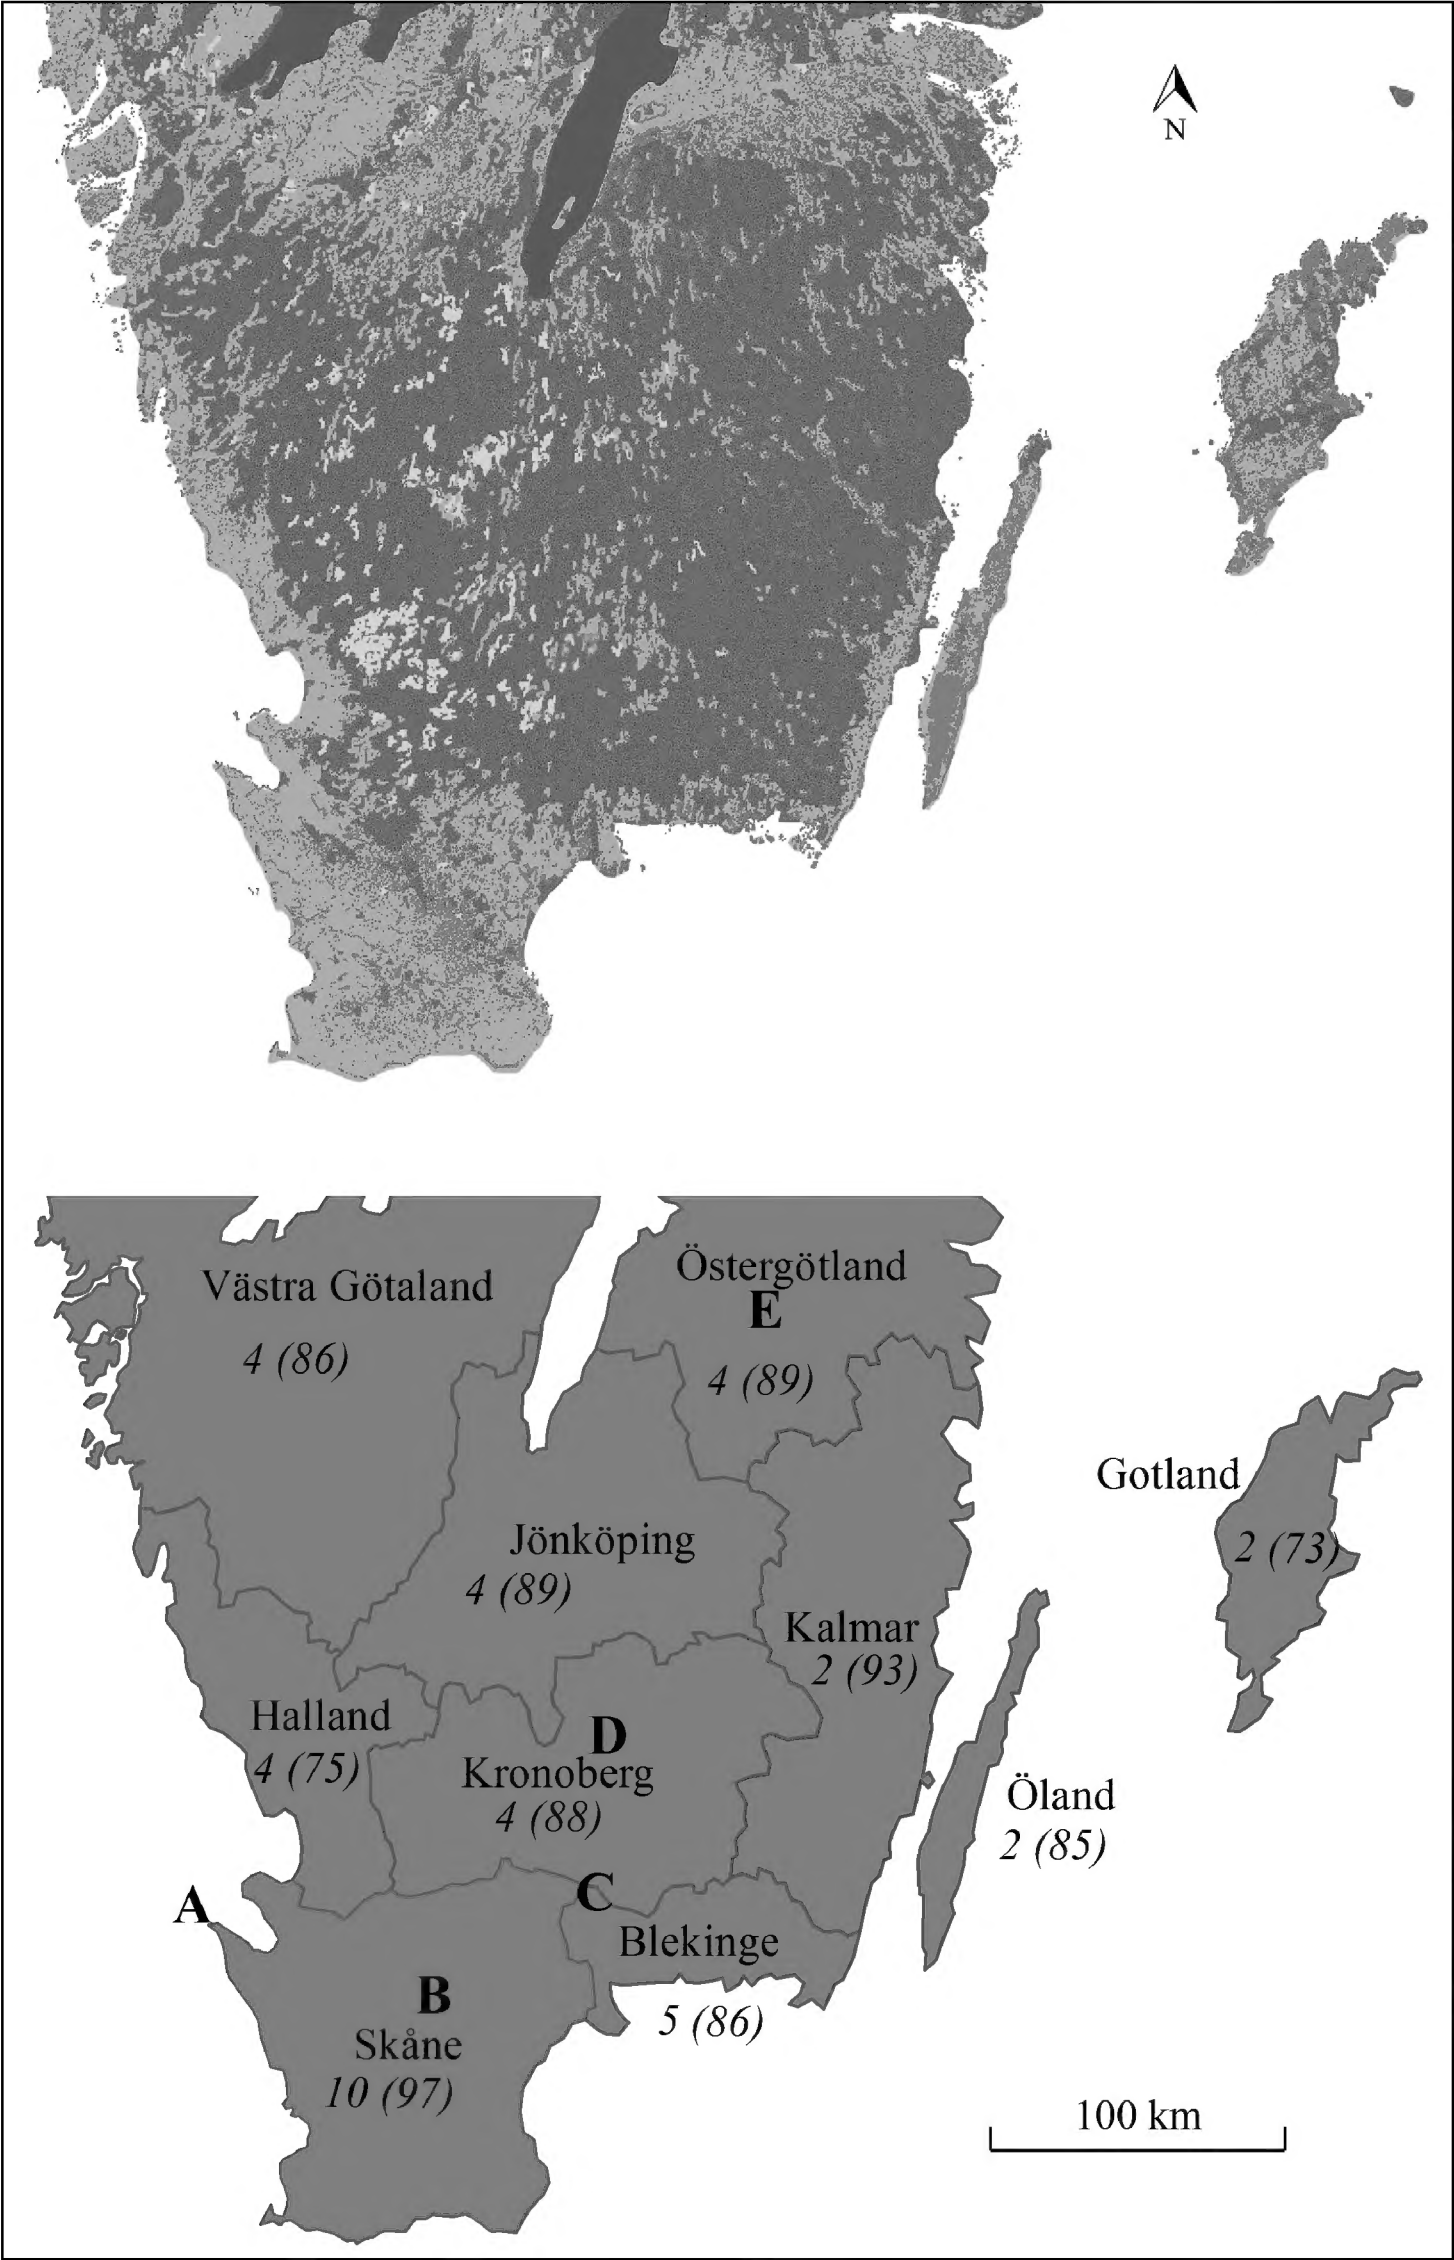 N
Västra Götaland
4 (86)
Östergötland
E
4 (89)
Gotland
2 (73)
Jönköping
4 (89)
Kalmar
2 (93)
Halland
4 (75)
D
Kronoberg
4 (88)
Öland
2 (85)
A
C
Blekinge
5 (86)
B
Skåne
10 (97)
100 km